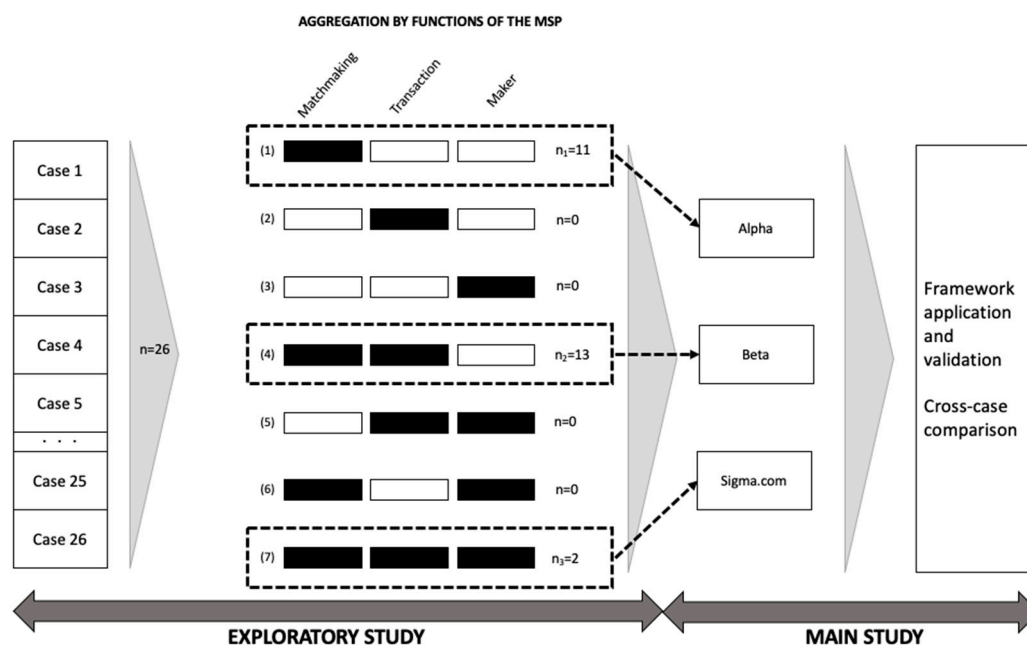 AGGREGATION BY FUNCTIONS OF THE MSP
Matchmaking
Transaction
Maker
Case 1
Case 2
Case 3
Case 4
Case 5
. . .
Case 25
Case 26
n=26
(1)
n₁=11
(2)
n=0
(3)
n=0
(4)
n₂=13
(5)
n=0
(6)
n=0
(7)
n₃=2
Alpha
Beta
Sigma.com
Framework
application
and
validation
Cross-case
comparison
EXPLORATORY STUDY
MAIN STUDY